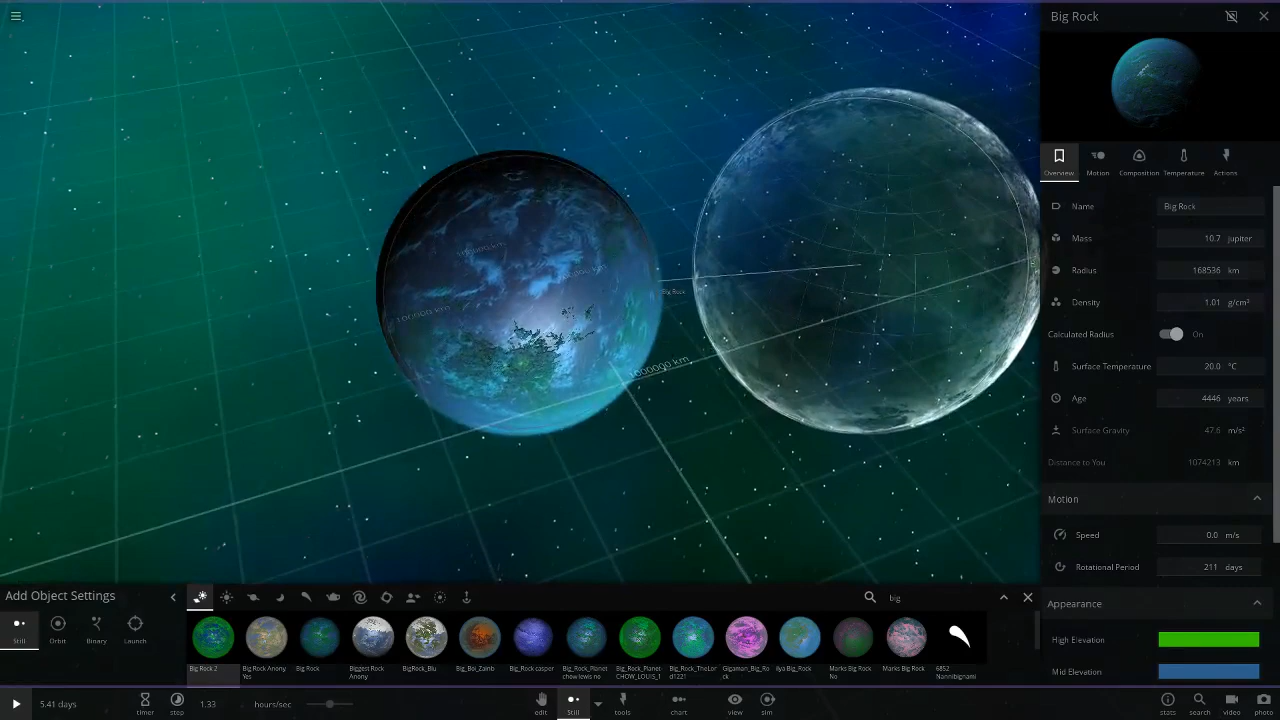 Big Rock
Overview
Motion
Composition
Temperature
Actions
Name Big Rock
Mass 10.7 jupiter
Radius 168536 km
Density 1.01 g/cm³
Calculated Radius On
Surface Temperature 20.0 °C
Age 4446 years
Surface Gravity 47.6 m/s²
Distance to You 1074213 km
Motion
Speed 0.0 m/s
Rotational Period 211 days
Appearance
High Elevation
Mid Elevation
100000 km
Big Rock
1000000 km
Add Object Settings
Still
Orbit
Binary
Launch
big
Big Rock 2
Big Rock Anony
Yes
Big Rock
Biggest Rock
Anony
BigRock_Blu
Big_Boi_Zainb
Big_Rock casper
Big_Rock_Planet
chow lewis no
Big_Rock_Planet-
CHOW_LOUIS_1
Big_Rock_TheLor
d1221
Gigaman_Big_Ro
ck
Ilya Big_Rock
Marks Big Rock
No
Marks Big Rock
6852
Nannibignami
5.41 days
timer
step
1.33 hours/sec
edit
Still
tools
chart
view
sim
stats
search
video
photo